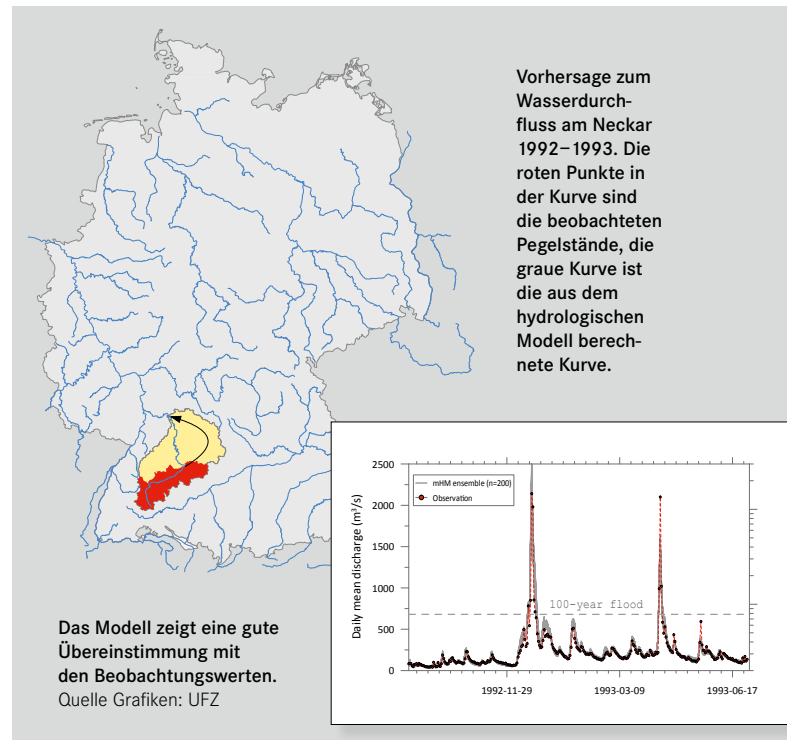 Vorhersage zum
Wasserdurch-
fluss am Neckar
1992–1993. Die
roten Punkte in
der Kurve sind
die beobachteten
Pegelstände, die
graue Kurve ist
die aus dem
hydrologischen
Modell berech-
nete Kurve.
Das Modell zeigt eine gute
Übereinstimmung mit
den Beobachtungswerten.
Quelle Grafiken: UFZ
Daily mean discharge (m³/s)
2500
2000
1500
1000
500
0
mHM ensemble (n=200)
Observation
100-year flood
1992-11-29
1993-03-09
1993-06-17